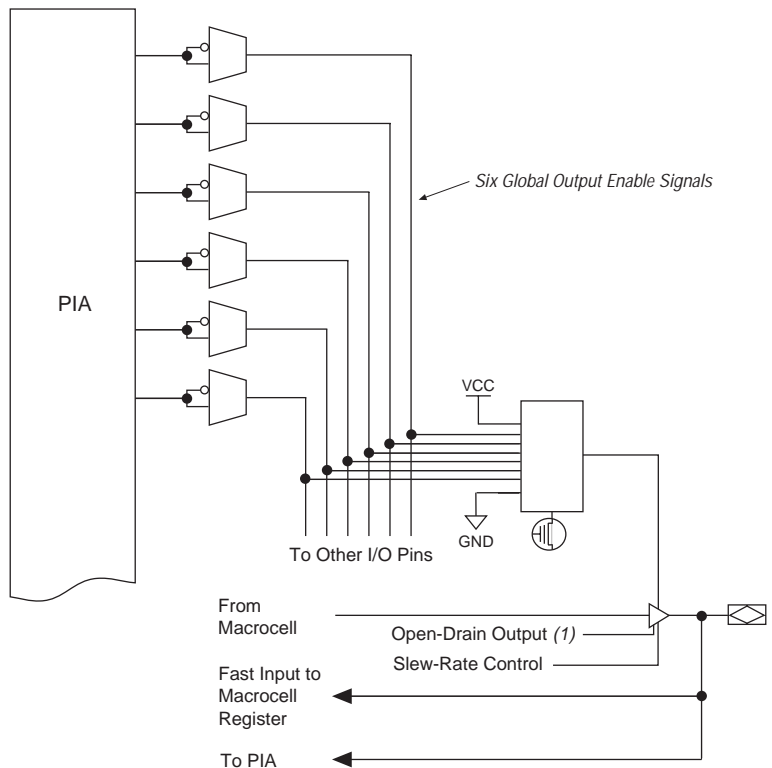 Six Global Output Enable Signals
PIA
VCC
GND
To Other I/O Pins
From
Macrocell
Open-Drain Output (1)
Slew-Rate Control
Fast Input to
Macrocell
Register
To PIA